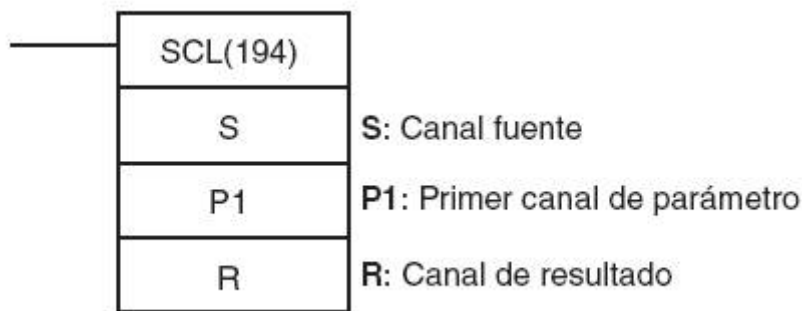 SCL(194)
S S: Canal fuente
P1 P1: Primer canal de parámetro
R R: Canal de resultado